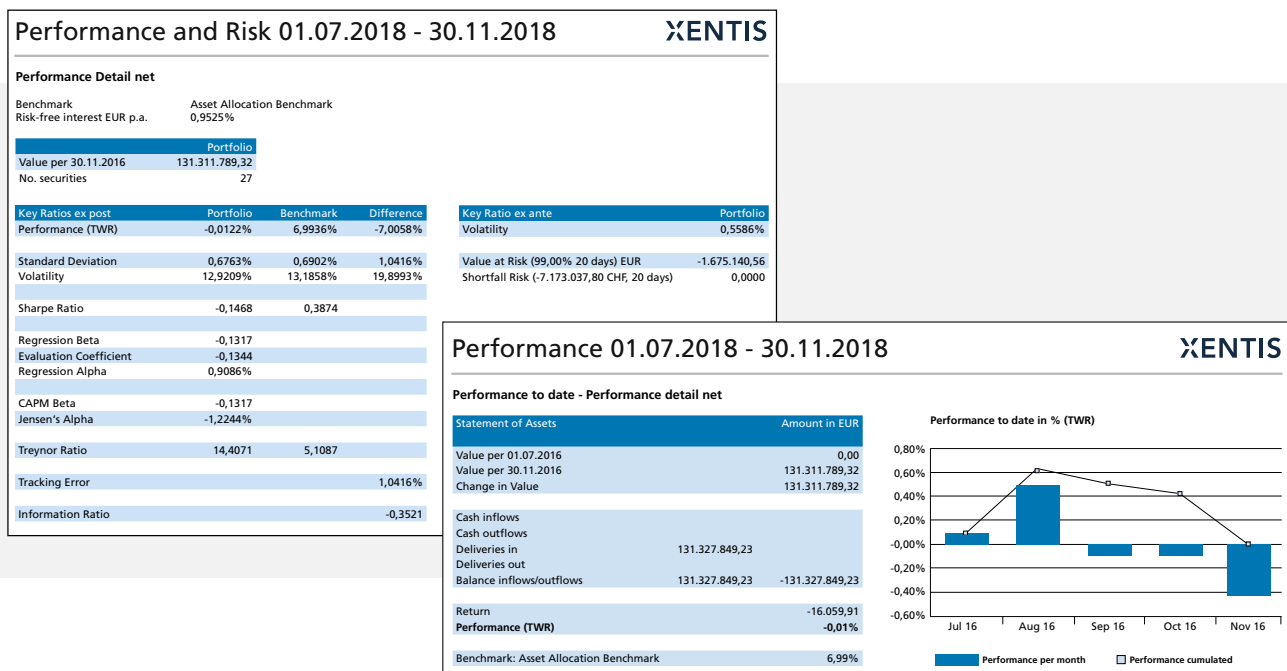 Performance and Risk 01.07.2018 - 30.11.2018
XENTIS
Performance Detail net
Benchmark Asset Allocation Benchmark
Risk-free interest EUR p.a. 0,9525%
Portfolio
Value per 30.11.2016 131.311.789,32
No. securities 27
Key Ratios ex post Portfolio Benchmark Difference
Performance (TWR) -0,0122% 6,9936% -7,0058%
Standard Deviation 0,6763% 0,6902% 1,0416%
Volatility 12,9209% 13,1858% 19,8993%
Sharpe Ratio -0,1468 0,3874
Regression Beta -0,1317
Evaluation Coefficient -0,1344
Regression Alpha 0,9086%
CAPM Beta -0,1317
Jensen's Alpha -1,2244%
Treynor Ratio 14,4071 5,1087
Tracking Error 1,0416%
Information Ratio -0,3521
Key Ratio ex ante Portfolio
Volatility 0,5586%
Value at Risk (99,00% 20 days) EUR -1.675.140,56
Shortfall Risk (-7.173.037,80 CHF, 20 days) 0,0000
Performance 01.07.2018 - 30.11.2018
XENTIS
Performance to date - Performance detail net
Statement of Assets Amount in EUR
Value per 01.07.2016 0,00
Value per 30.11.2016 131.311.789,32
Change in Value 131.311.789,32
Cash inflows
Cash outflows
Deliveries in 131.327.849,23
Deliveries out
Balance inflows/outflows 131.327.849,23 -131.327.849,23
Return -16.059,91
Performance (TWR) -0,01%
Benchmark: Asset Allocation Benchmark 6,99%
Performance to date in % (TWR)
0,80%
0,60%
0,40%
0,20%
-0,00%
-0,20%
-0,40%
-0,60%
Jul 16 Aug 16 Sep 16 Oct 16 Nov 16
Performance per month Performance cumulated